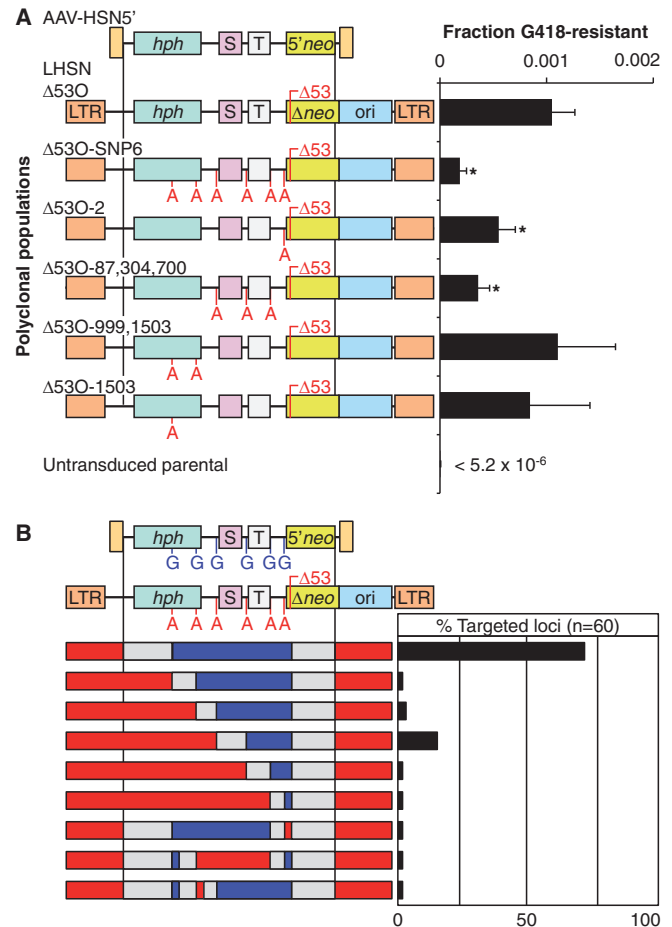 A
AAV-HSN5'
hph S T 5'neo
Fraction G418-resistant
0 0.001 0.002
Polyclonal populations
LHSN
Δ53O
Δ53
LTR hph S T Δneo ori LTR
Δ53O-SNP6
Δ53
A A A A A A
*
Δ53O-2
Δ53
A
*
Δ53O-87,304,700
Δ53
A A A
*
Δ53O-999,1503
Δ53
A A
Δ53O-1503
Δ53
A
Untransduced parental
< 5.2 x 10-6
B
hph S T 5'neo
G G G G G G
Δ53
LTR hph S T Δneo ori LTR
A A A A A A
% Targeted loci (n=60)
0 50 100